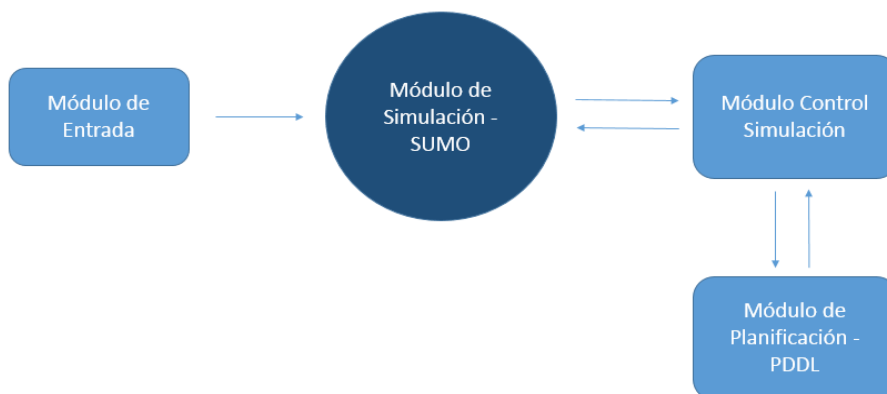 Módulo de
Entrada
Módulo de
Simulación -
SUMO
Módulo Control
Simulación
Módulo de
Planificación -
PDDL